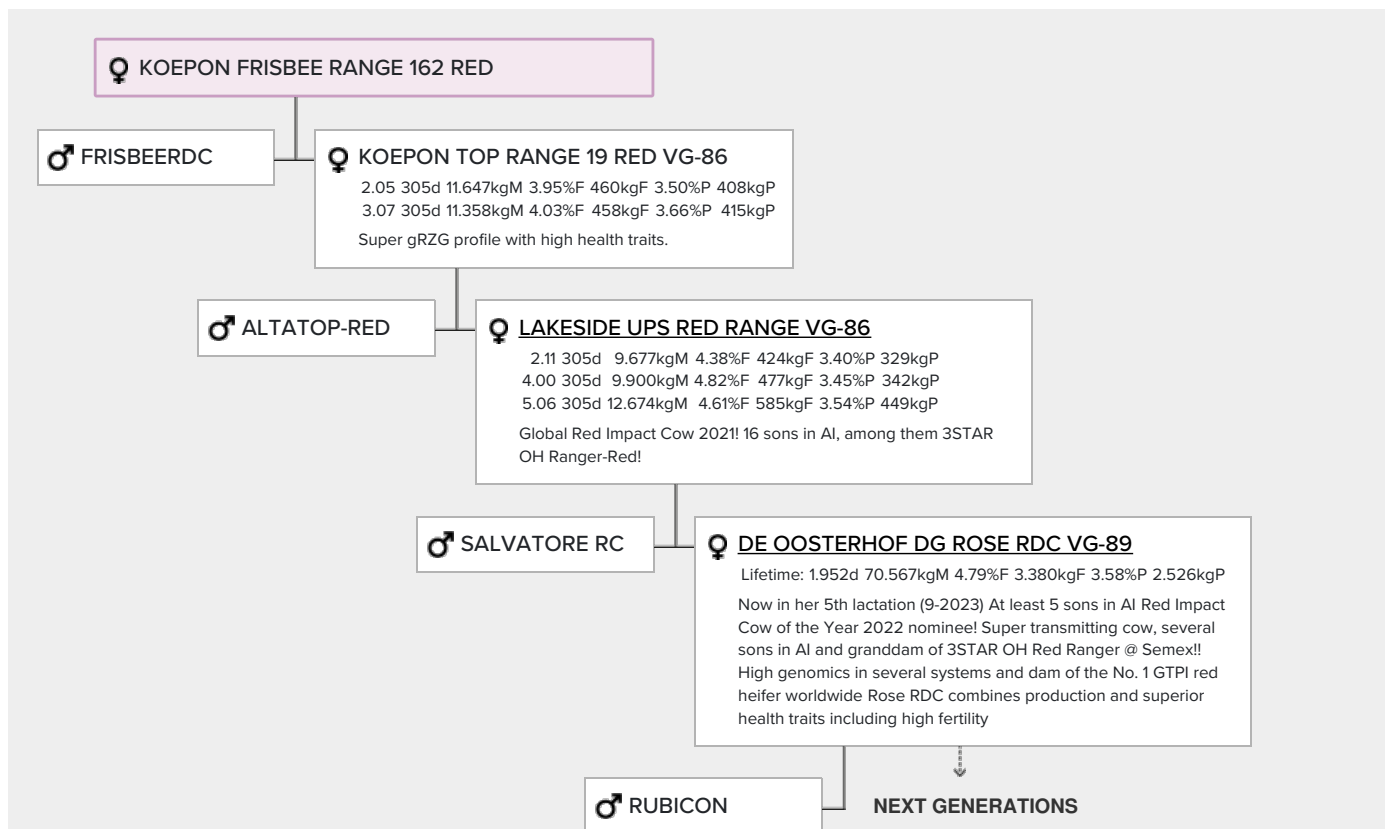 KOEPON FRISBEE RANGE 162 RED
FRISBEERDC
KOEPON TOP RANGE 19 RED VG-86
2.05 305d 11.647kgM 3.95%F 460kgF 3.50%P 408kgP
3.07 305d 11.358kgM 4.03%F 458kgF 3.66%P 415kgP
Super gRZG profile with high health traits.
ALTATOP-RED
LAKESIDE UPS RED RANGE VG-86
2.11 305d 9.677kgM 4.38%F 424kgF 3.40%P 329kgP
4.00 305d 9.900kgM 4.82%F 477kgF 3.45%P 342kgP
5.06 305d 12.674kgM 4.61%F 585kgF 3.54%P 449kgP
Global Red Impact Cow 2021! 16 sons in AI, among them 3STAR
OH Ranger-Red!
SALVATORE RC
DE OOSTERHOF DG ROSE RDC VG-89
Lifetime: 1.952d 70.567kgM 4.79%F 3.380kgF 3.58%P 2.526kgP
Now in her 5th lactation (9-2023) At least 5 sons in AI Red Impact
Cow of the Year 2022 nominee! Super transmitting cow, several
sons in AI and granddam of 3STAR OH Red Ranger @ Semex!!
High genomics in several systems and dam of the No. 1 GTPI red
heifer worldwide Rose RDC combines production and superior
health traits including high fertility
RUBICON
NEXT GENERATIONS